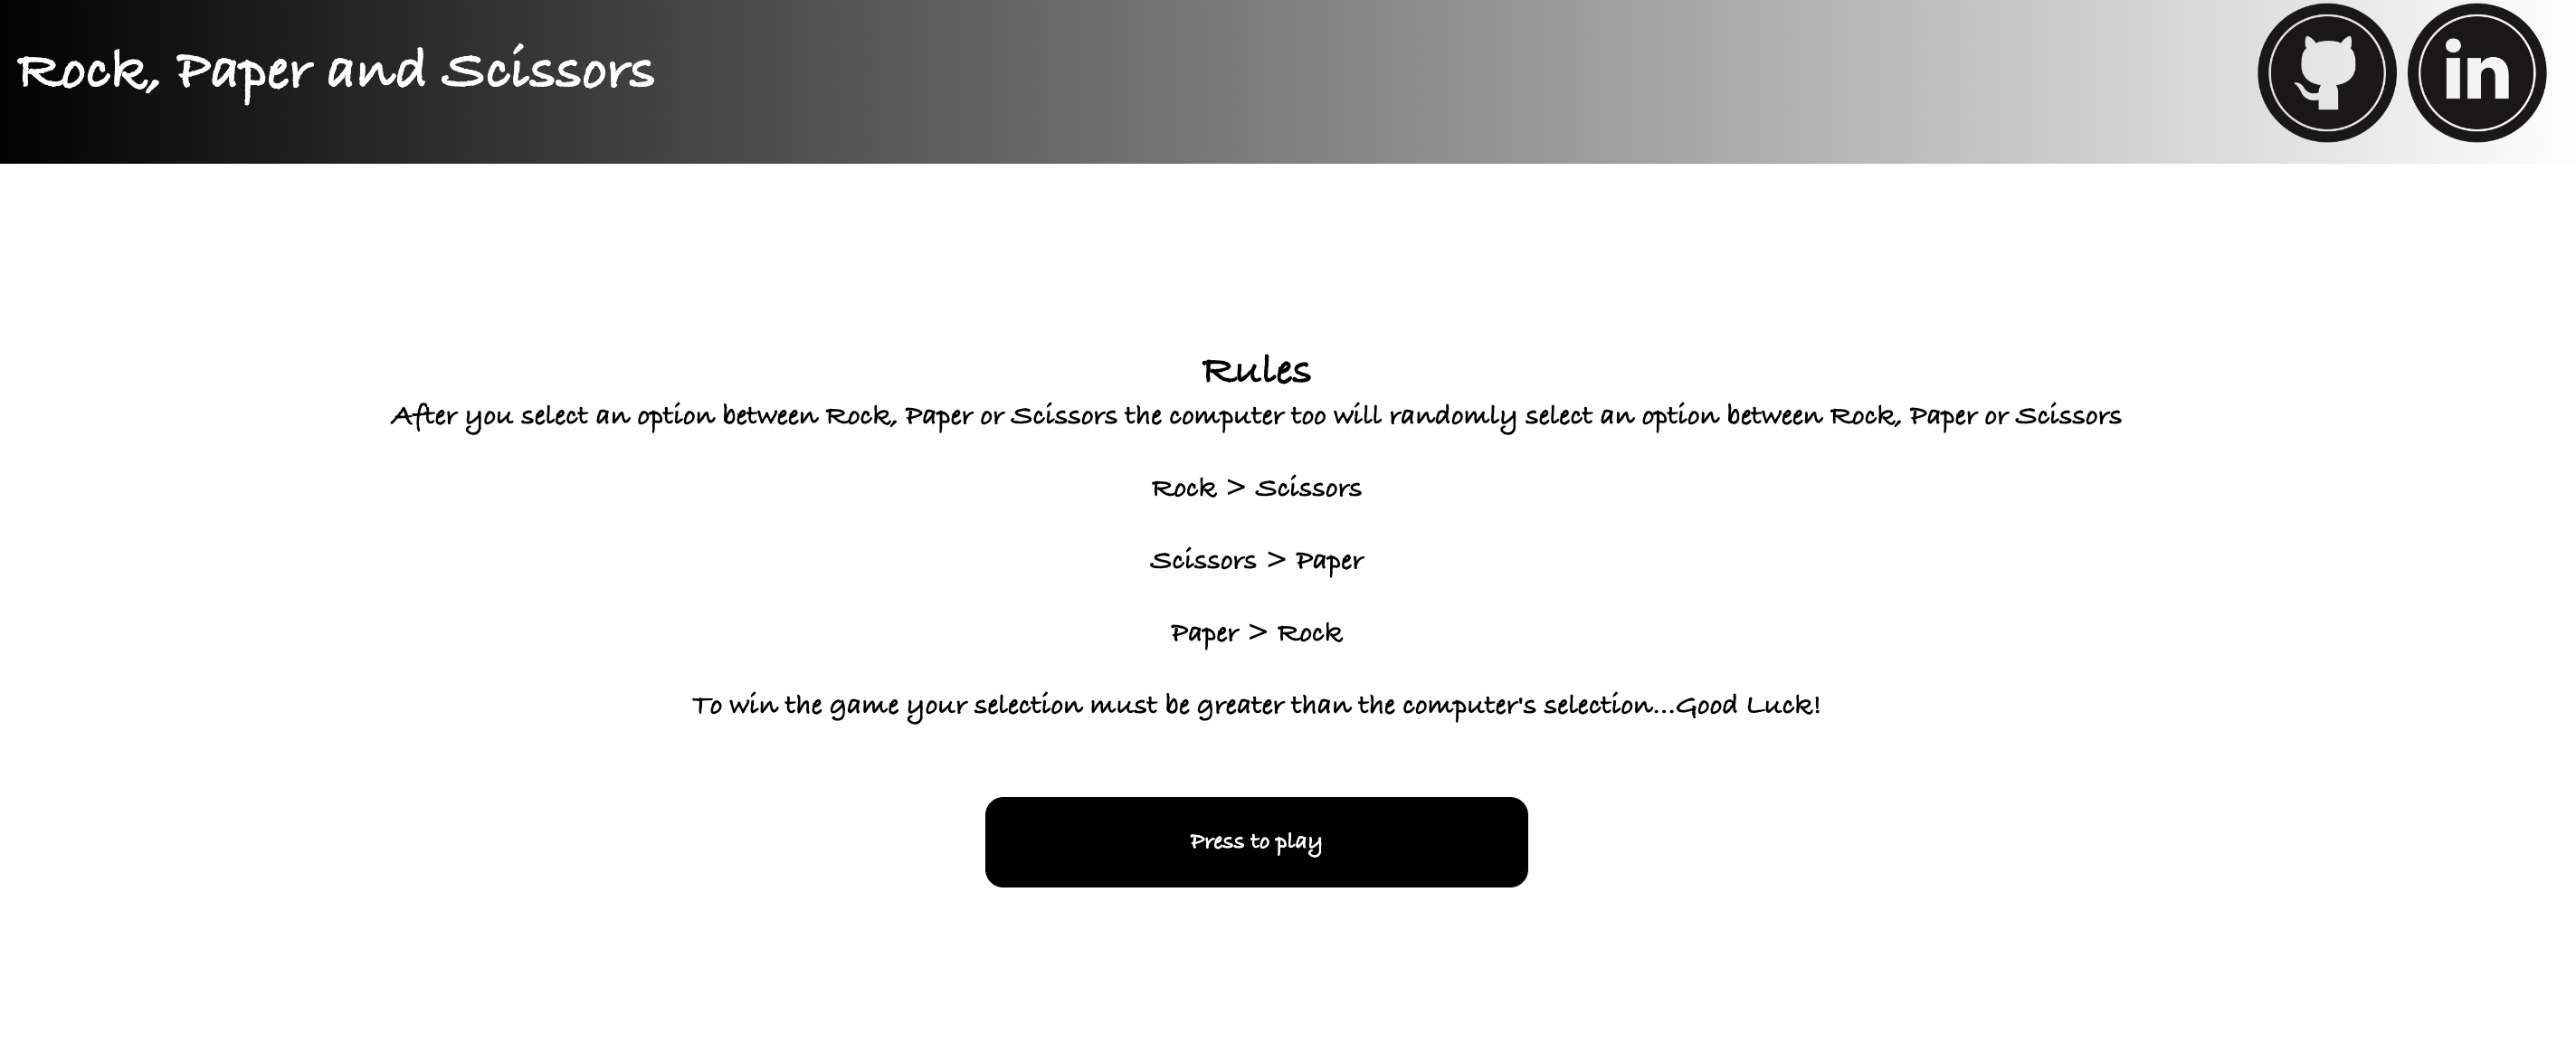 Rock, Paper and Scissors
in
Rules
After you select an option between Rock, Paper or Scissors the computer too will randomly select an option between Rock, Paper or Scissors
Rock > Scissors
Scissors > Paper
Paper > Rock
To win the game your selection must be greater than the computer's selection...Good Luck!
Press to play